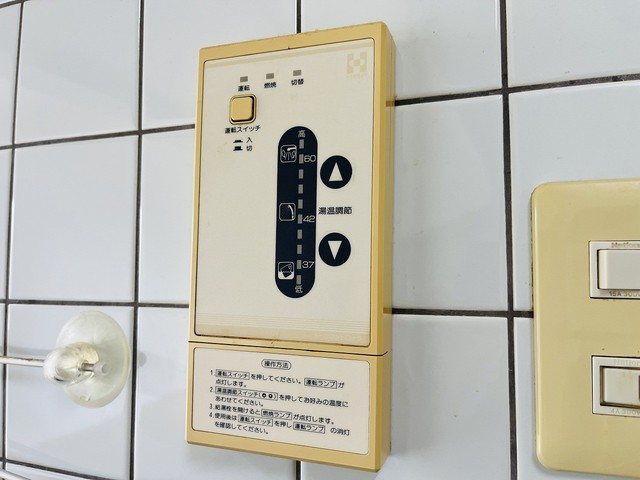 運転 燃焼 切替
運転スイッチ
入
切
高
60
湯温調節
42
37
低
操作方法
1.運転スイッチを押してください。運転ランプが
点灯します。
2.湯温調節スイッチ(▲▼)を押してお好みの温度に
あわせてください。
3.給湯栓を開けると燃焼ランプが点灯します。
4.使用後は運転スイッチを押し運転ランプの消灯
を確認してください。